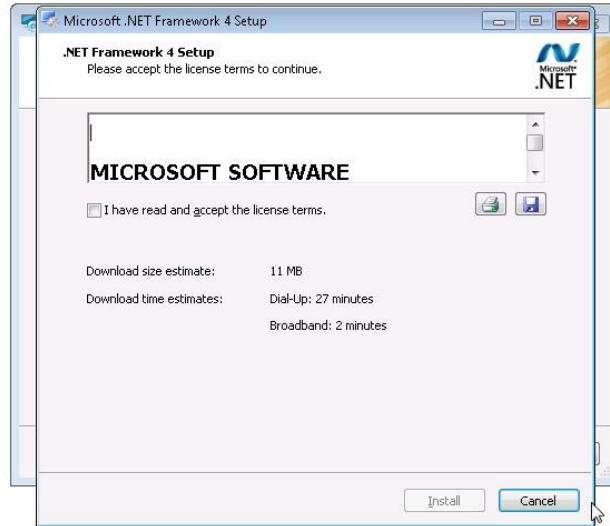 Microsoft .NET Framework 4 Setup
.NET Framework 4 Setup
Please accept the license terms to continue.
Microsoft
.NET
MICROSOFT SOFTWARE
I have read and accept the license terms.
Download size estimate: 11 MB
Download time estimates: Dial-Up: 27 minutes
Broadband: 2 minutes
Install Cancel